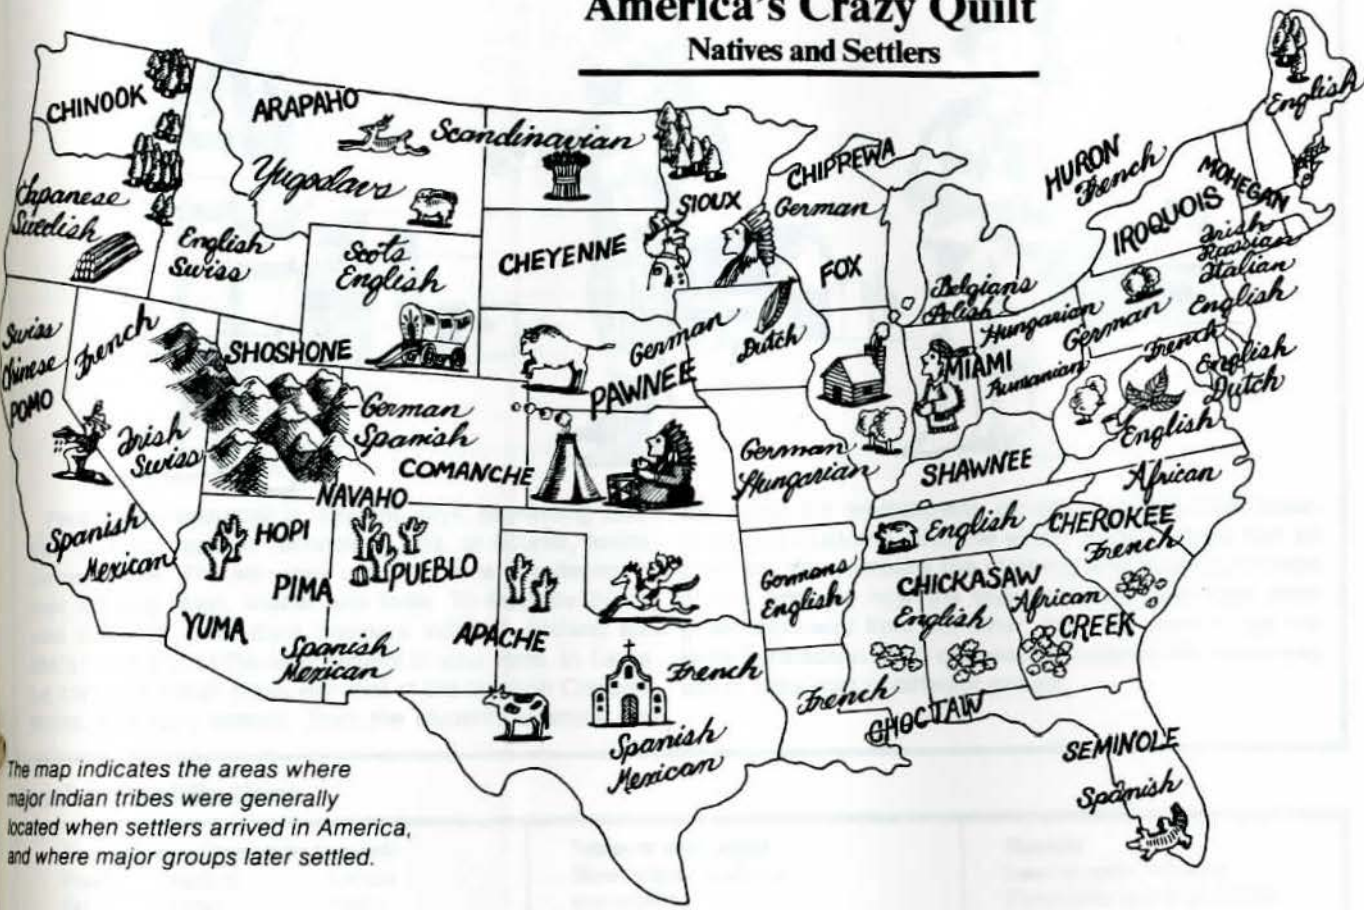 America's Crazy Quilt
Natives and Settlers
CHINOOK
Japanese
Swedish
English
Swiss
ARAPAHO
Scandinavian
Yugoslavs
Scots
English
CHEYENNE
SIOUX
CHIPPEWA
German
FOX
Belgians
Polish
HURON
French
IROQUOIS
MOHEGAN
English
Irish
Russian
Italian
English
Swiss
Chinese
POMO
French
Irish
Swiss
Spanish
Mexican
SHOSHONE
German
Spanish
COMANCHE
NAVAHO
HOPI
PIMA
PUEBLO
YUMA
Spanish
Mexican
APACHE
German
PAWNEE
Dutch
German
Hungarian
MIAMI
Hungarian
Rumanian
German
French
English
Dutch
English
SHAWNEE
African
English
CHEROKEE
French
Germans
English
CHICKASAW
English
African
CREEK
French
CHOCTAW
French
Spanish
Mexican
SEMINOLE
Spanish
The map indicates the areas where
major Indian tribes were generally
located when settlers arrived in America,
and where major groups later settled.